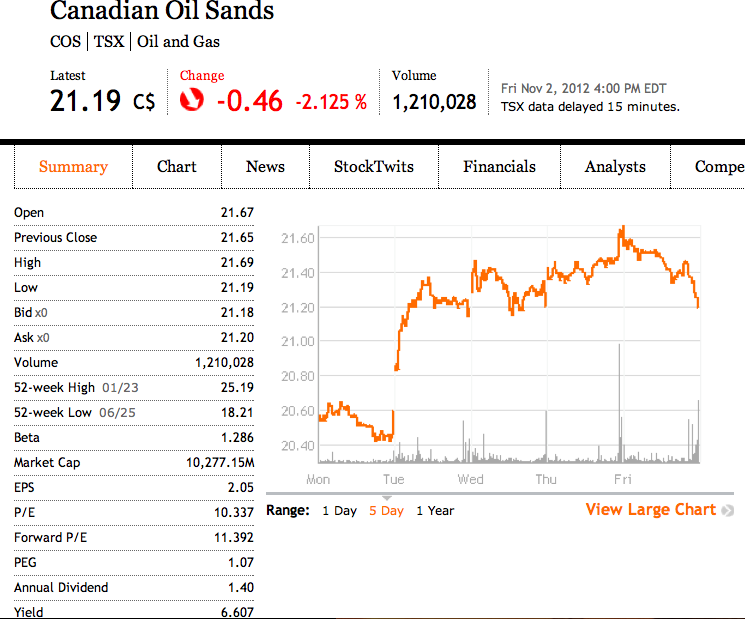 Canadian Oil Sands
COS | TSX | Oil and Gas
Latest
21.19 C$
Change
-0.46 -2.125 %
Volume
1,210,028
Fri Nov 2, 2012 4:00 PM EDT
TSX data delayed 15 minutes.
Summary Chart News StockTwits Financials Analysts Compe
Open 21.67
Previous Close 21.65
High 21.69
Low 21.19
Bid x0 21.18
Ask x0 21.20
Volume 1,210,028
52-week High 01/23 25.19
52-week Low 06/25 18.21
Beta 1.286
Market Cap 10,277.15M
EPS 2.05
P/E 10.337
Forward P/E 11.392
PEG 1.07
Annual Dividend 1.40
Yield 6.607
21.60
21.40
21.20
21.00
20.80
20.60
20.40
Mon Tue Wed Thu Fri
Range: 1 Day 5 Day 1 Year View Large Chart